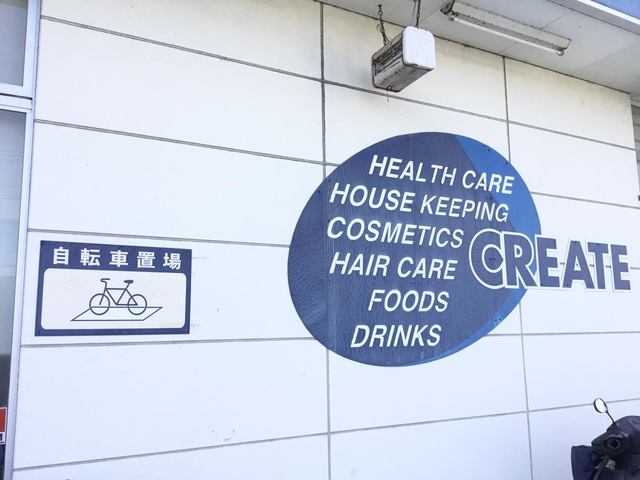 自転車置場
HEALTH CARE
HOUSE KEEPING
COSMETICS
HAIR CARE
FOODS
DRINKS
CREATE